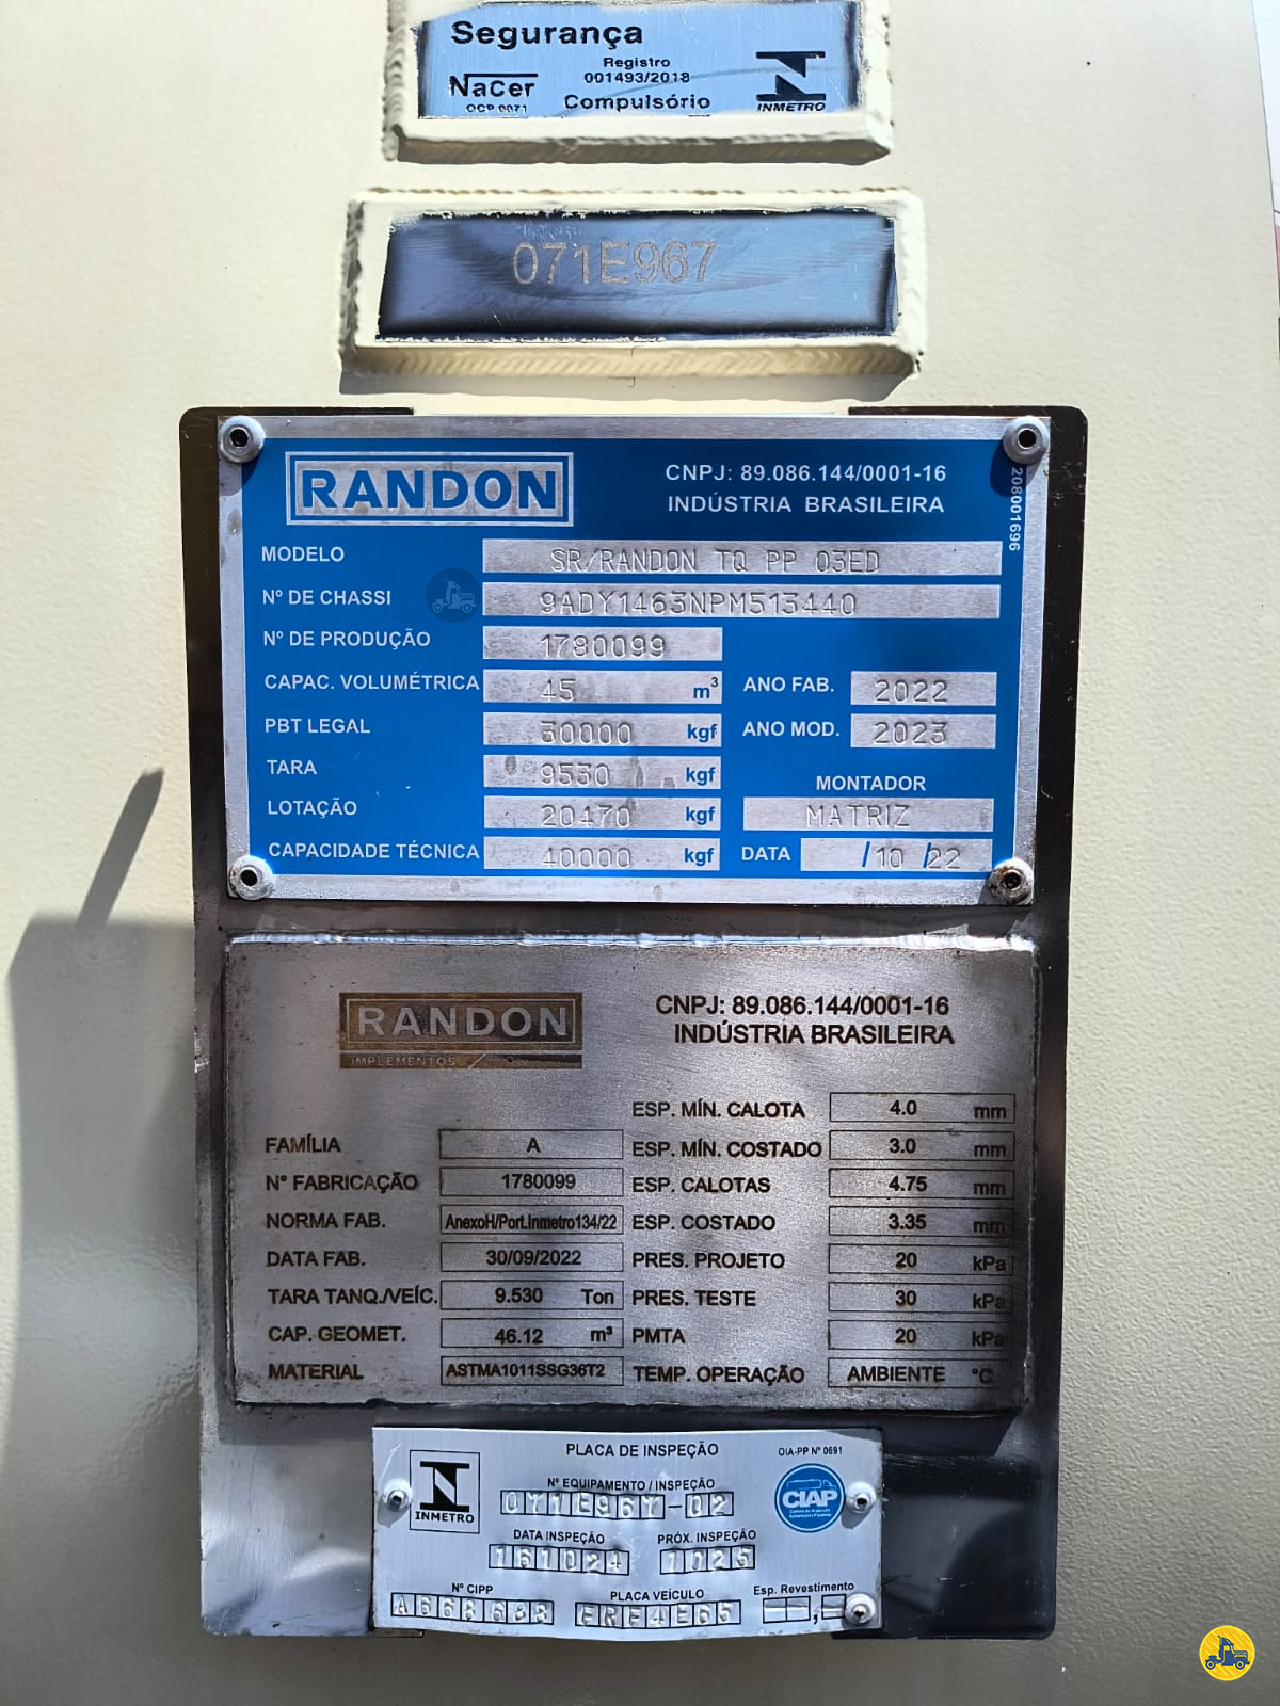 Segurança
Registro
001493/2018
NaCer
OCP 0071
Compulsório
INMETRO
071E967
RANDON
CNPJ: 89.086.144/0001-16
INDÚSTRIA BRASILEIRA
208001696
MODELO SR/RANDON TQ PP 03ED
Nº DE CHASSI 9ADY1463NPM513440
Nº DE PRODUÇÃO 1780099
CAPAC. VOLUMÉTRICA 45 m³ ANO FAB. 2022
PBT LEGAL 30000 kgf ANO MOD. 2023
TARA 9530 kgf
MONTADOR
LOTAÇÃO 20470 kgf MATRIZ
CAPACIDADE TÉCNICA 40000 kgf DATA /10/22
RANDON
IMPLEMENTOS
CNPJ: 89.086.144/0001-16
INDÚSTRIA BRASILEIRA
ESP. MÍN. CALOTA 4.0 mm
FAMÍLIA A ESP. MÍN. COSTADO 3.0 mm
N° FABRICAÇÃO 1780099 ESP. CALOTAS 4.75 mm
NORMA FAB. AnexoH/Port.Inmetro134/22 ESP. COSTADO 3.35 mm
DATA FAB. 30/09/2022 PRES. PROJETO 20 kPa
TARA TANQ./VEÍC. 9.530 Ton PRES. TESTE 30 kPa
CAP. GEOMET. 46.12 m³ PMTA 20 kPa
MATERIAL ASTMA1011SSG36T2 TEMP. OPERAÇÃO AMBIENTE °C
PLACA DE INSPEÇÃO
OIA-PP Nº 0691
INMETRO
Nº EQUIPAMENTO / INSPEÇÃO
071E967-02
CIAP
DATA INSPEÇÃO PRÓX. INSPEÇÃO
161024 1025
Nº CIPP PLACA VEÍCULO Esp. Revestimento
A668683 FRF4E65 ,